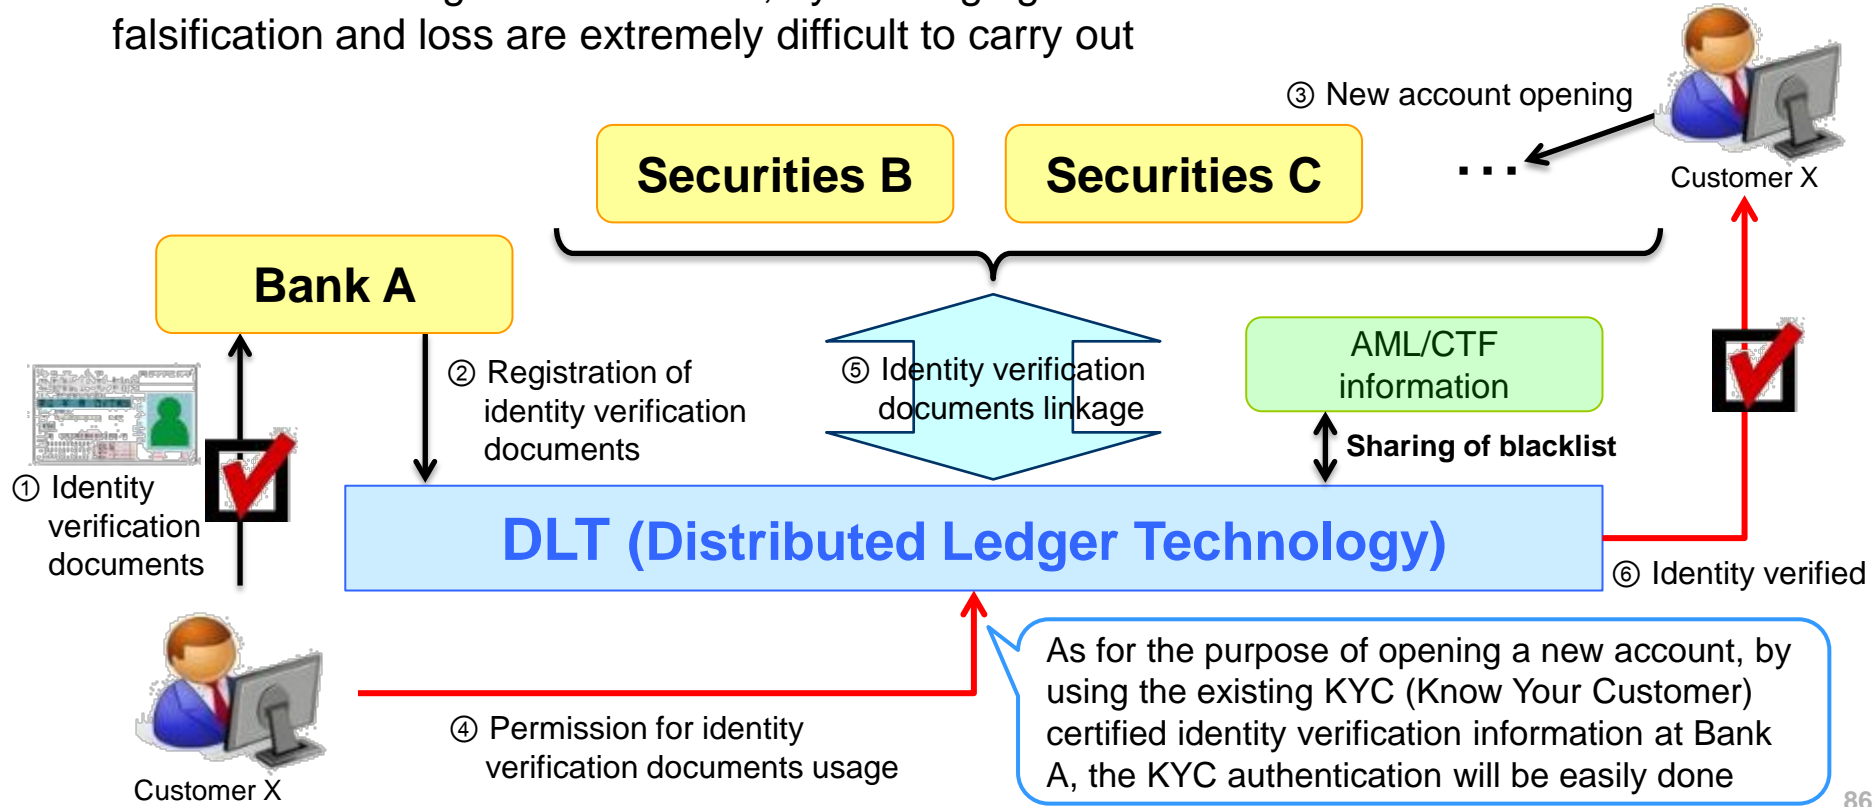 falsification and loss are extremely difficult to carry out
③ New account opening
Securities B
Securities C
...
Customer X
Bank A
② Registration of
identity verification
documents
⑤ Identity verification
documents linkage
AML/CTF
information
Sharing of blacklist
① Identity
verification
documents
DLT (Distributed Ledger Technology)
⑥ Identity verified
As for the purpose of opening a new account, by
using the existing KYC (Know Your Customer)
certified identity verification information at Bank
A, the KYC authentication will be easily done
④ Permission for identity
verification documents usage
Customer X
86